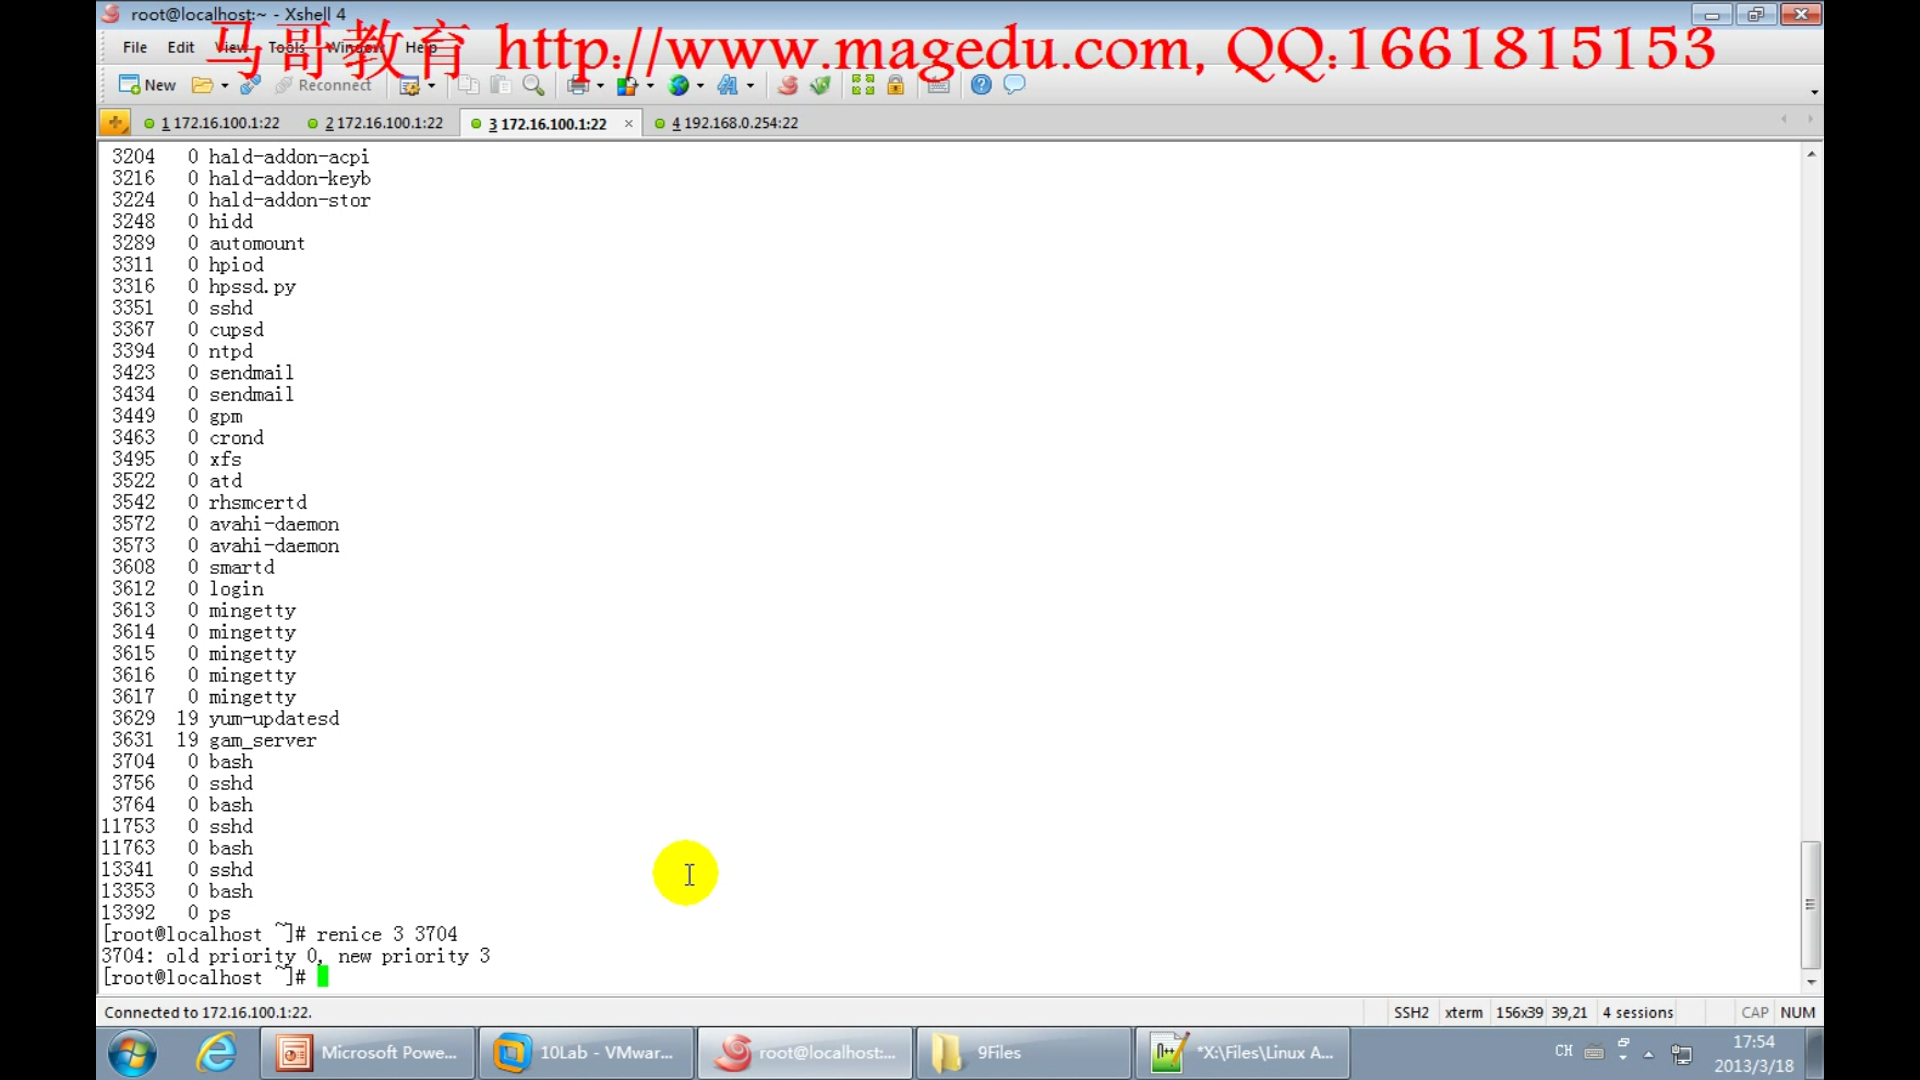 root@localhost:~ - Xshell 4
File Edit View Tools Window Help
马哥教育 http://www.magedu.com, QQ:1661815153
New Reconnect
1 172.16.100.1:22 2 172.16.100.1:22 3 172.16.100.1:22 4 192.168.0.254:22
3204 0 hald-addon-acpi
3216 0 hald-addon-keyb
3224 0 hald-addon-stor
3248 0 hidd
3289 0 automount
3311 0 hpiod
3316 0 hpssd.py
3351 0 sshd
3367 0 cupsd
3394 0 ntpd
3423 0 sendmail
3434 0 sendmail
3449 0 gpm
3463 0 crond
3495 0 xfs
3522 0 atd
3542 0 rhsmcertd
3572 0 avahi-daemon
3573 0 avahi-daemon
3608 0 smartd
3612 0 login
3613 0 mingetty
3614 0 mingetty
3615 0 mingetty
3616 0 mingetty
3617 0 mingetty
3629 19 yum-updatesd
3631 19 gam_server
3704 0 bash
3756 0 sshd
3764 0 bash
11753 0 sshd
11763 0 bash
13341 0 sshd
13353 0 bash
13392 0 ps
[root@localhost ~]# renice 3 3704
3704: old priority 0, new priority 3
[root@localhost ~]#
Connected to 172.16.100.1:22. SSH2 xterm 156x39 39,21 4 sessions CAP NUM
Microsoft Powe... 10Lab - VMwar... root@localhost:... 9Files *X:\Files\Linux A... CH 17:54
2013/3/18